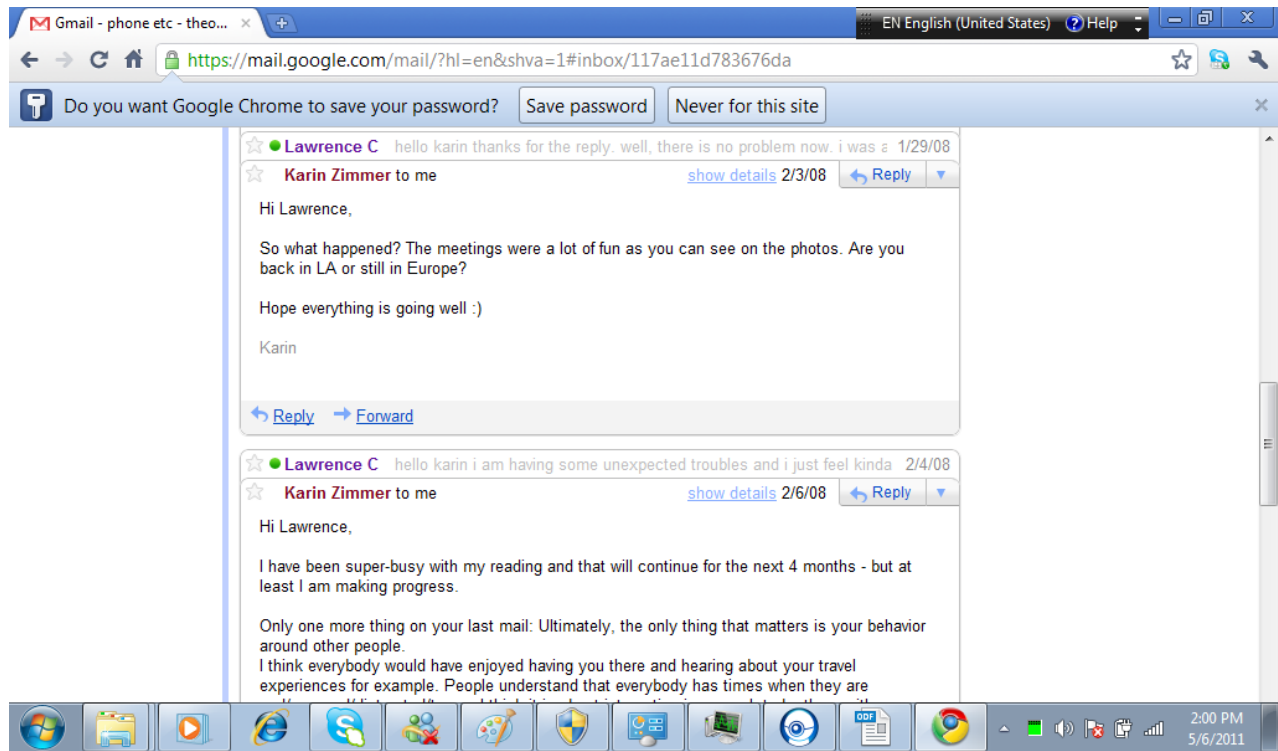 Gmail - phone etc - theo...
EN English (United States) Help
https://mail.google.com/mail/?hl=en&shva=1#inbox/117ae11d783676da
Do you want Google Chrome to save your password? Save password Never for this site
Lawrence C hello karin thanks for the reply. well, there is no problem now. i was a 1/29/08
Karin Zimmer to me show details 2/3/08 Reply
Hi Lawrence,
So what happened? The meetings were a lot of fun as you can see on the photos. Are you
back in LA or still in Europe?
Hope everything is going well :)
Karin
Reply Forward
Lawrence C hello karin i am having some unexpected troubles and i just feel kinda 2/4/08
Karin Zimmer to me show details 2/6/08 Reply
Hi Lawrence,
I have been super-busy with my reading and that will continue for the next 4 months - but at
least I am making progress.
Only one more thing on your last mail: Ultimately, the only thing that matters is your behavior
around other people.
I think everybody would have enjoyed having you there and hearing about your travel
experiences for example. People understand that everybody has times when they are
ODF
2:00 PM
5/6/2011